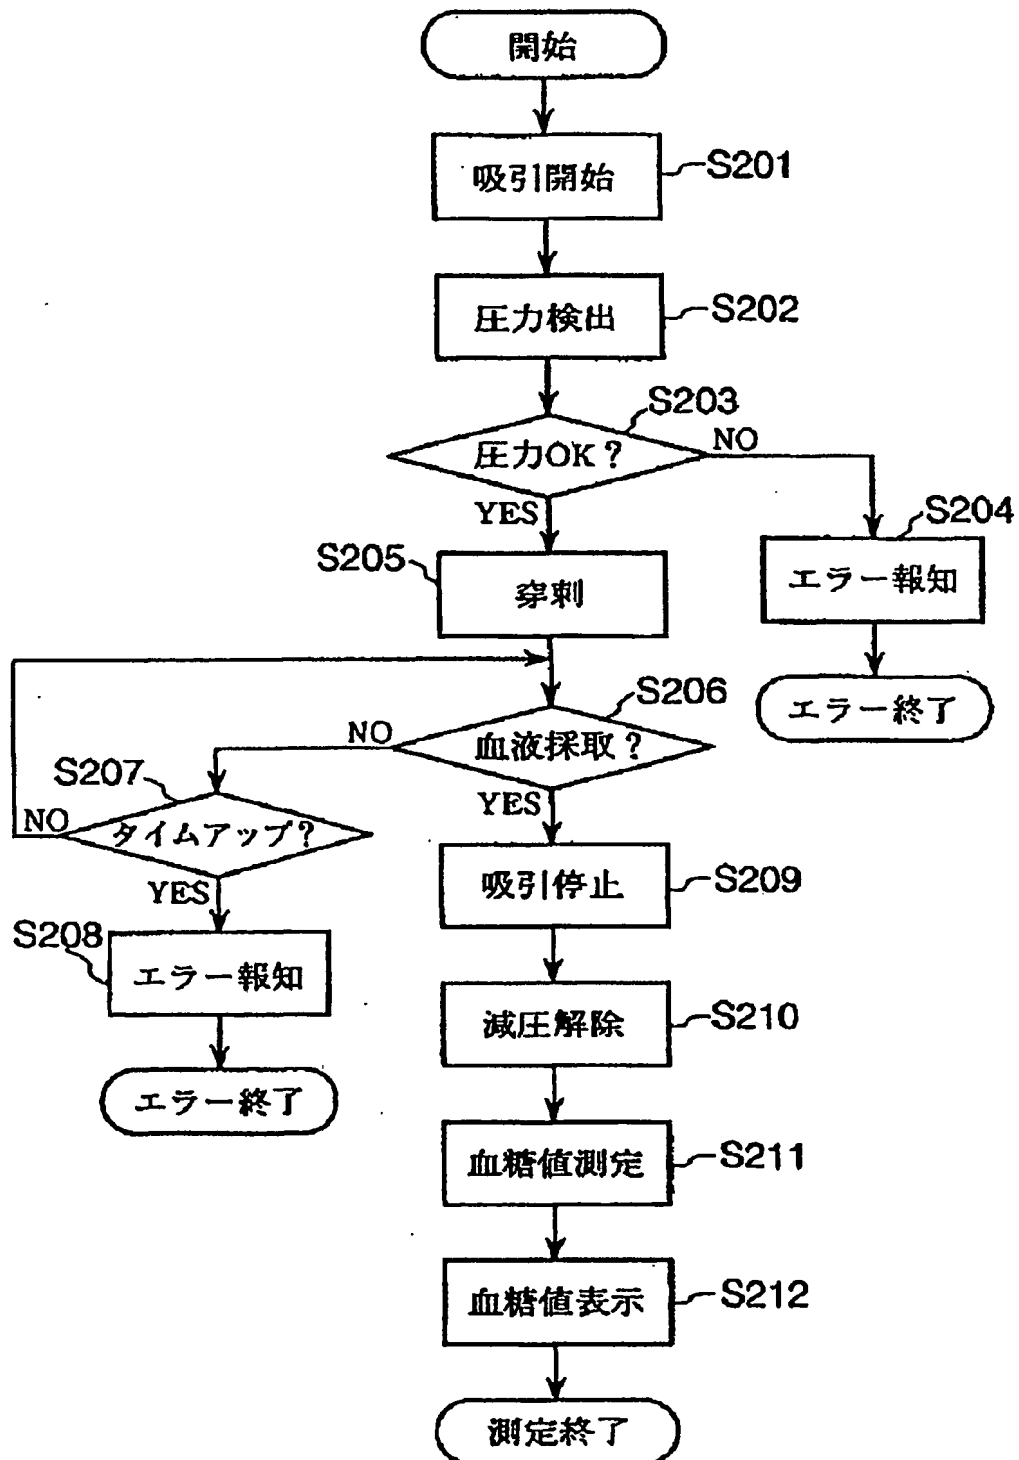 開始
吸引開始
S201
圧力検出
S202
S203
圧力OK?
NO
YES
S204
エラー報知
エラー終了
S205
穿刺
S206
血液採取?
NO
YES
S207
タイムアップ?
NO
YES
S208
エラー報知
エラー終了
吸引停止
S209
減圧解除
S210
血糖値測定
S211
血糖値表示
S212
測定終了